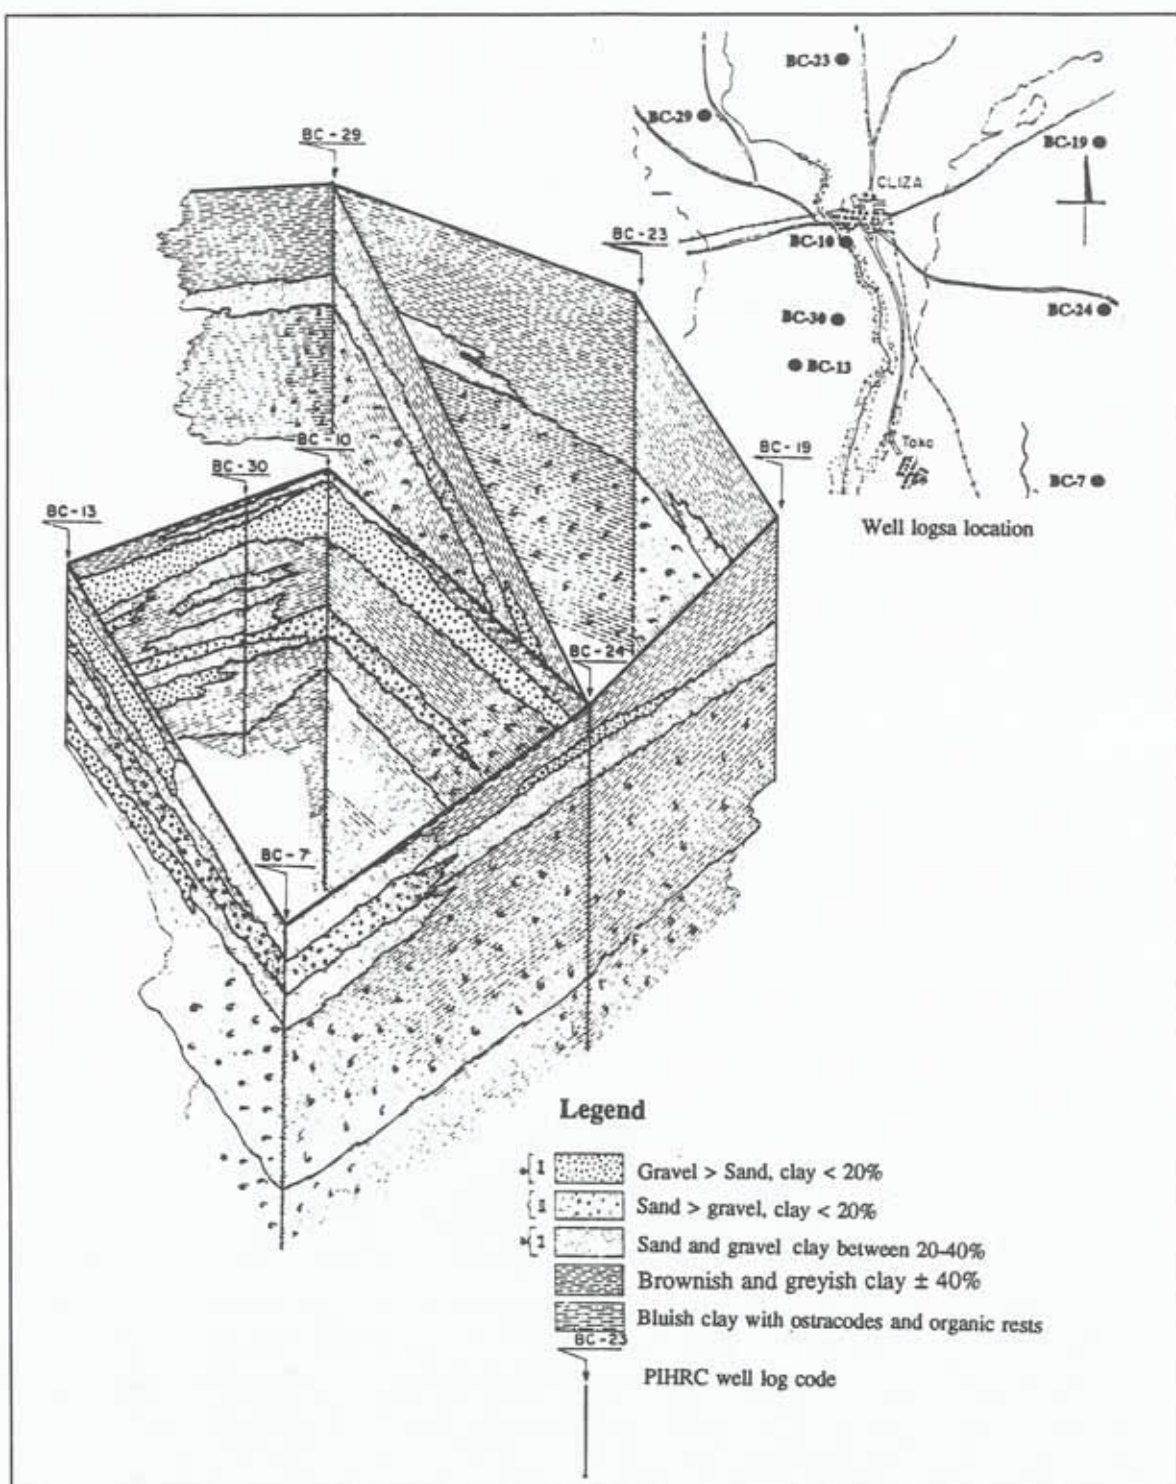 BC-23
BC-29
BC-19
CLIZA
BC-10
BC-24
BC-30
BC-13
Toko
BC-7
Well logsa location
BC-29
BC-23
BC-10
BC-30
BC-19
BC-13
BC-24
BC-7
Legend
Gravel > Sand, clay < 20%
Sand > gravel, clay < 20%
Sand and gravel clay between 20-40%
Brownish and greyish clay ± 40%
Bluish clay with ostracodes and organic rests
BC-23
PIHRC well log code